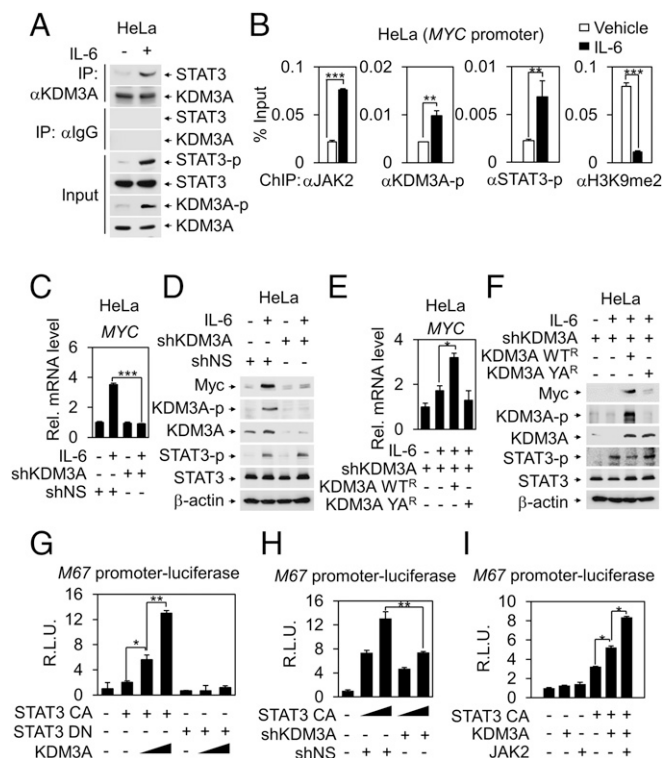 A
HeLa
IL-6 - +
IP: αKDM3A
STAT3
KDM3A
IP: αIgG
STAT3
KDM3A
Input
STAT3-p
STAT3
KDM3A-p
KDM3A
B
HeLa (MYC promoter)
Vehicle
IL-6
% Input
0.1
0.05
0
***
0.02
0.01
0
**
0.01
0.005
0
**
0.1
0.05
0
***
ChIP: αJAK2 αKDM3A-p αSTAT3-p αH3K9me2
C
HeLa
MYC
Rel. mRNA level
6
4
2
0
***
IL-6 - + - +
shKDM3A - - + +
shNS + + - -
D
HeLa
IL-6 - + - +
shKDM3A - - + +
shNS + + - -
Myc
KDM3A-p
KDM3A
STAT3-p
STAT3
β-actin
E
HeLa
MYC
Rel. mRNA level
4
2
0
*
IL-6 - + + +
shKDM3A + + + +
KDM3A WTR - - + -
KDM3A YAR - - - +
F
HeLa
IL-6 - + + +
shKDM3A + + + +
KDM3A WTR - - + -
KDM3A YAR - - - +
Myc
KDM3A-p
KDM3A
STAT3-p
STAT3
β-actin
G
M67 promoter-luciferase
R.L.U.
16
12
8
4
0
*
**
STAT3 CA - + + + - - -
STAT3 DN - - - - + + +
KDM3A - - -
H
M67 promoter-luciferase
R.L.U.
16
12
8
4
0
**
STAT3 CA -
shKDM3A - - - + +
shNS - + + - -
I
M67 promoter-luciferase
R.L.U.
10
8
6
4
2
0
*
*
STAT3 CA - - - + + +
KDM3A - + - - + +
JAK2 - - + - - +